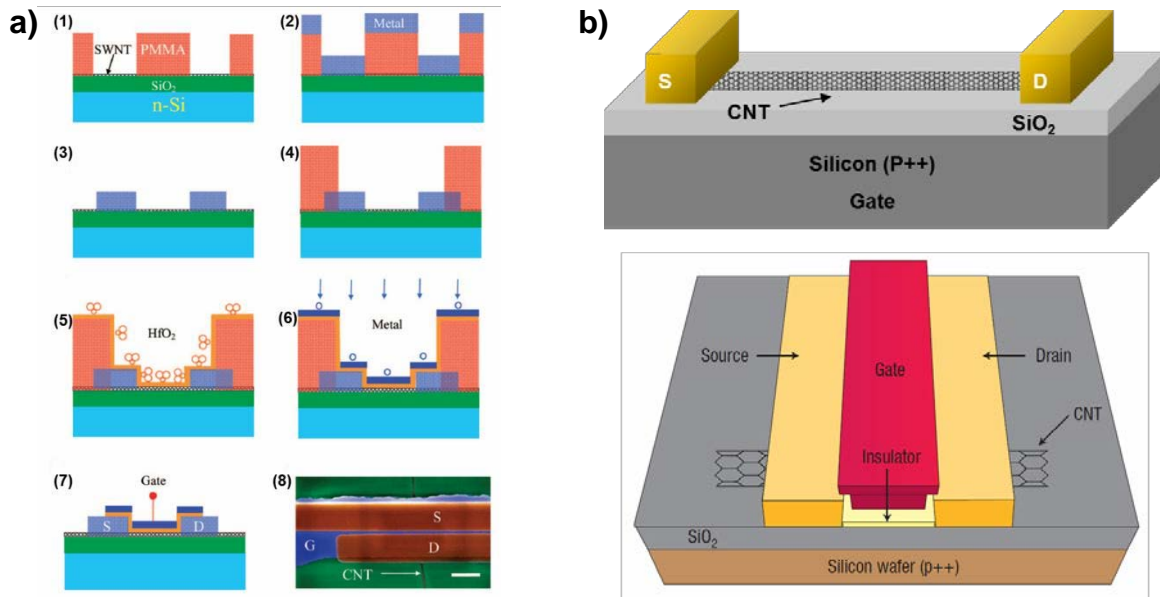 a)
(1)
SWNT
PMMA
SiO2
n-Si
(2)
Metal
(3)
(4)
(5)
HfO2
(6)
Metal
(7)
Gate
S
D
(8)
S
G
D
CNT
b)
S
D
CNT
SiO2
Silicon (P++)
Gate
Source
Drain
Gate
CNT
Insulator
SiO2
Silicon wafer (p++)